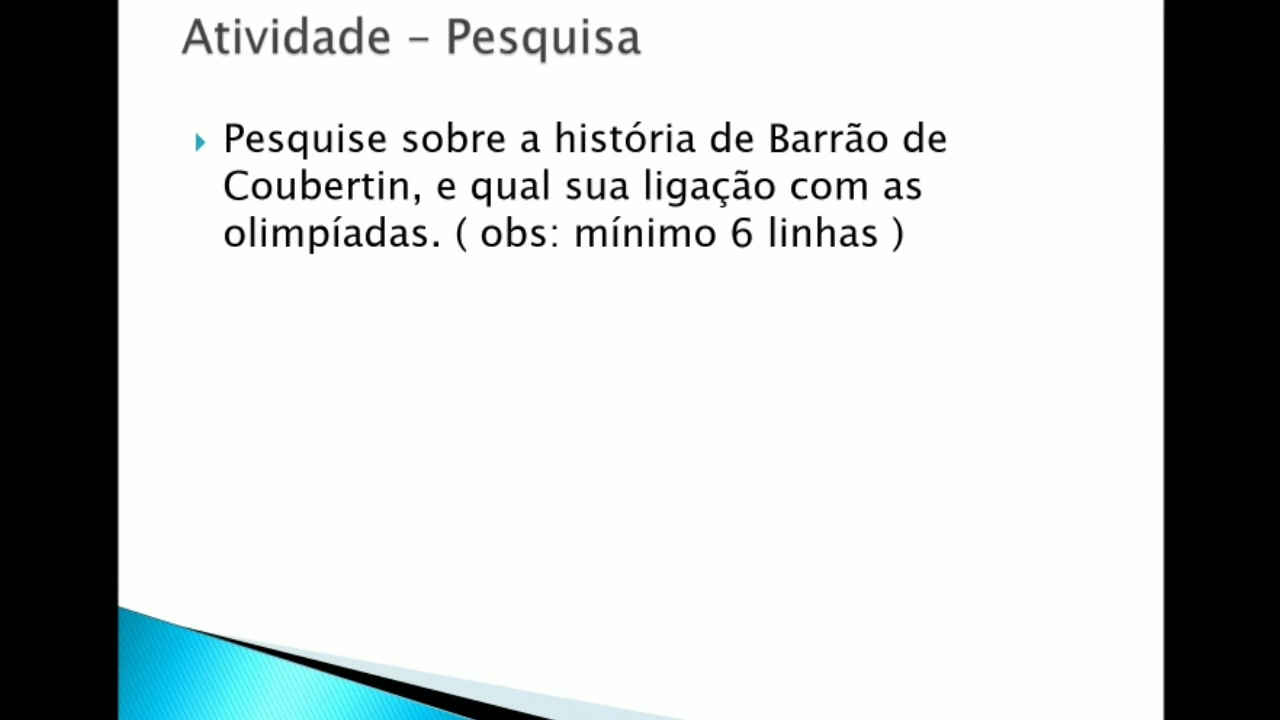 Atividade – Pesquisa
Pesquise sobre a história de Barrão de
Coubertin, e qual sua ligação com as
olimpíadas. ( obs: mínimo 6 linhas )